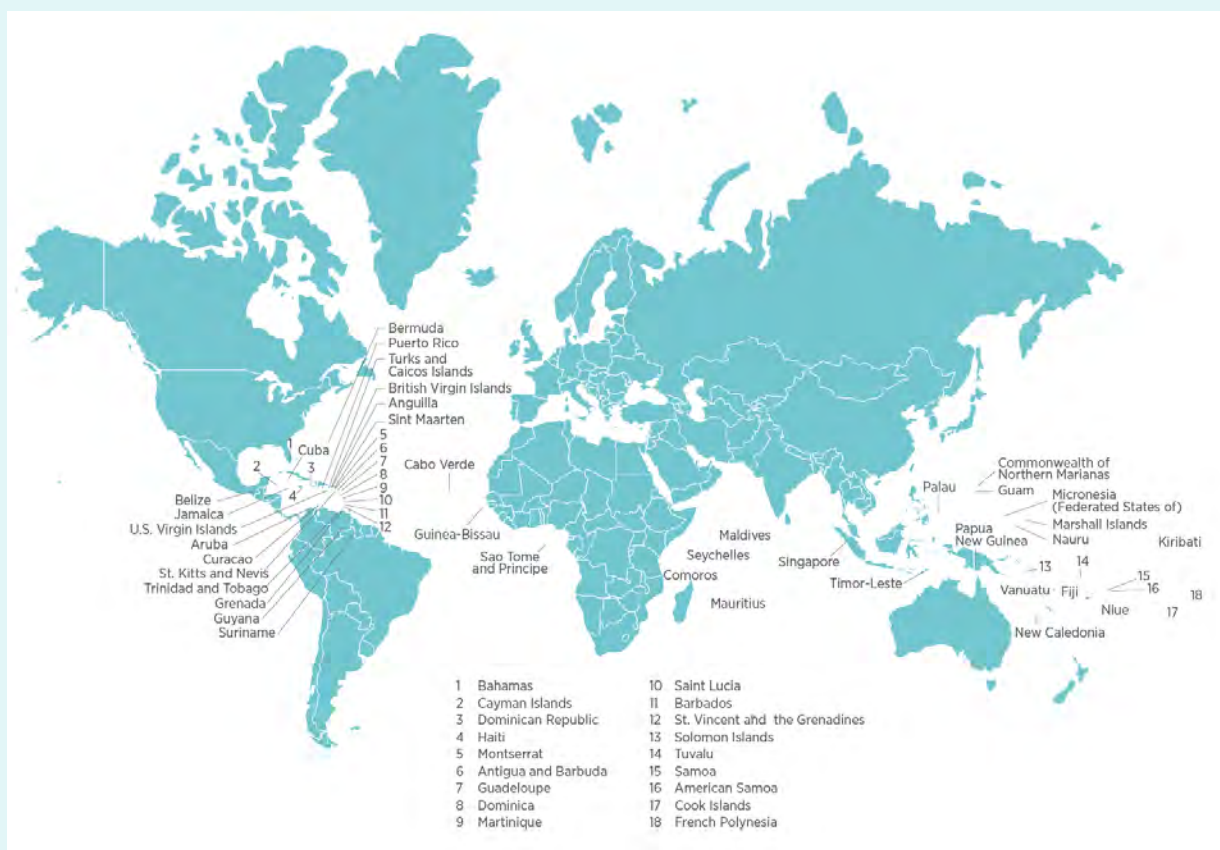 Bermuda
Puerto Rico
Turks and
Caicos Islands
British Virgin Islands
Anguilla
Sint Maarten
5
6
7
8
9
10
11
12
1
Cuba
2
3
4
Belize
Jamaica
U.S. Virgin Islands
Aruba
Curacao
St. Kitts and Nevis
Trinidad and Tobago
Grenada
Guyana
Suriname
Cabo Verde
Guinea-Bissau
Sao Tome
and Principe
Maldives
Seychelles
Comoros
Mauritius
Singapore
Timor-Leste
Palau
Commonwealth of
Northern Marianas
Guam
Micronesia
(Federated States of)
Marshall Islands
Nauru
Kiribati
Papua
New Guinea
13
14
15
16
17
18
Vanuatu
Fiji
Niue
New Caledonia
1 Bahamas
2 Cayman Islands
3 Dominican Republic
4 Haiti
5 Montserrat
6 Antigua and Barbuda
7 Guadeloupe
8 Dominica
9 Martinique
10 Saint Lucia
11 Barbados
12 St. Vincent and the Grenadines
13 Solomon Islands
14 Tuvalu
15 Samoa
16 American Samoa
17 Cook Islands
18 French Polynesia